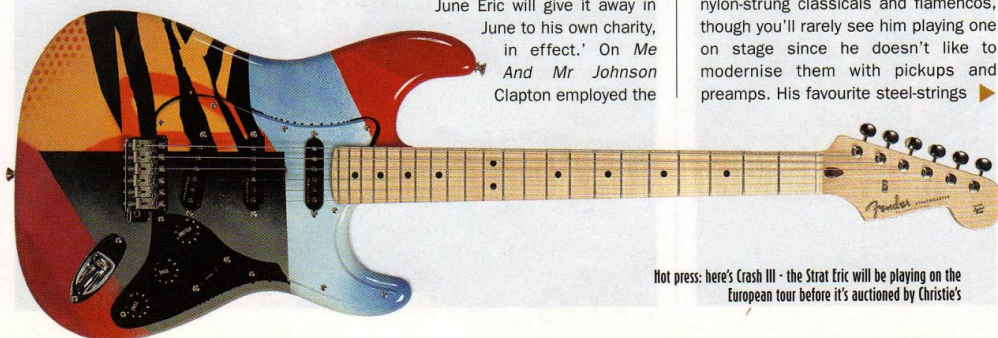 June Eric will give it away in
June to his own charity,
in effect.' On Me
And Mr Johnson
Clapton employed the
nylon-strung classicals and flamencos,
though you'll rarely see him playing one
on stage since he doesn't like to
modernise them with pickups and
preamps. His favourite steel-strings
Fender
Hot press: here's Crash III - the Strat Eric will be playing on the
European tour before it's auctioned by Christie's